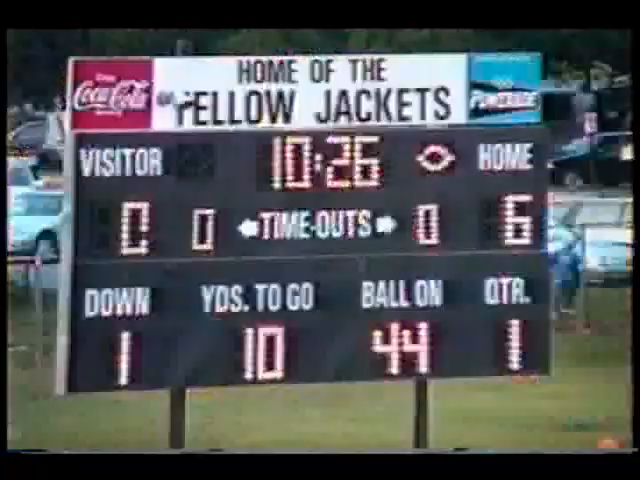 Coca-Cola
HOME OF THE
YELLOW JACKETS
POWERADE
VISITOR 10:26 HOME
0 0 TIME-OUTS 0 6
DOWN YDS. TO GO BALL ON QTR.
1 10 44 1